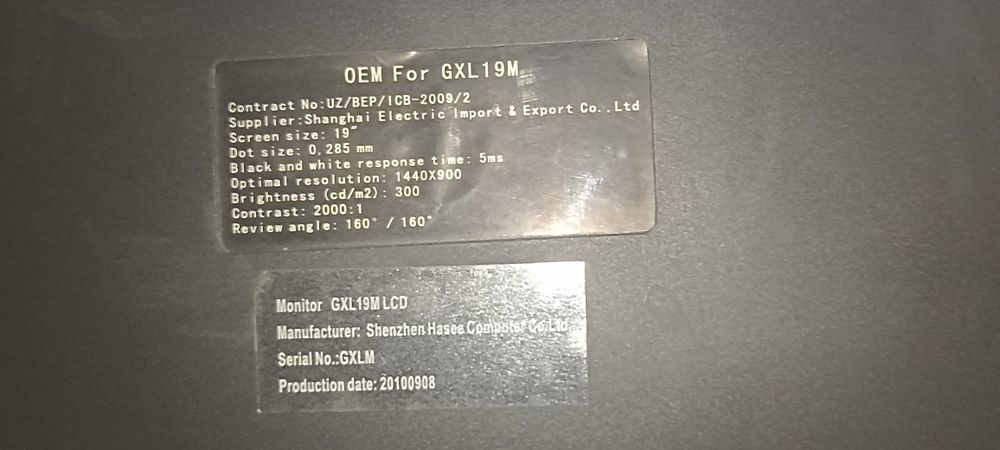 OEM For GXL19M
Contract No:UZ/BEP/ICB-2009/2
Supplier:Shanghai Electric Import & Export Co.,Ltd
Screen size: 19"
Dot size: 0,285 mm
Black and white response time: 5ms
Optimal resolution: 1440X900
Brightness (cd/m2): 300
Contrast: 2000:1
Review angle: 160° / 160°
Monitor GXL19M LCD
Manufacturer: Shenzhen Hasee Computer Co.Ltd.
Serial No.:GXLM
Production date: 20100908